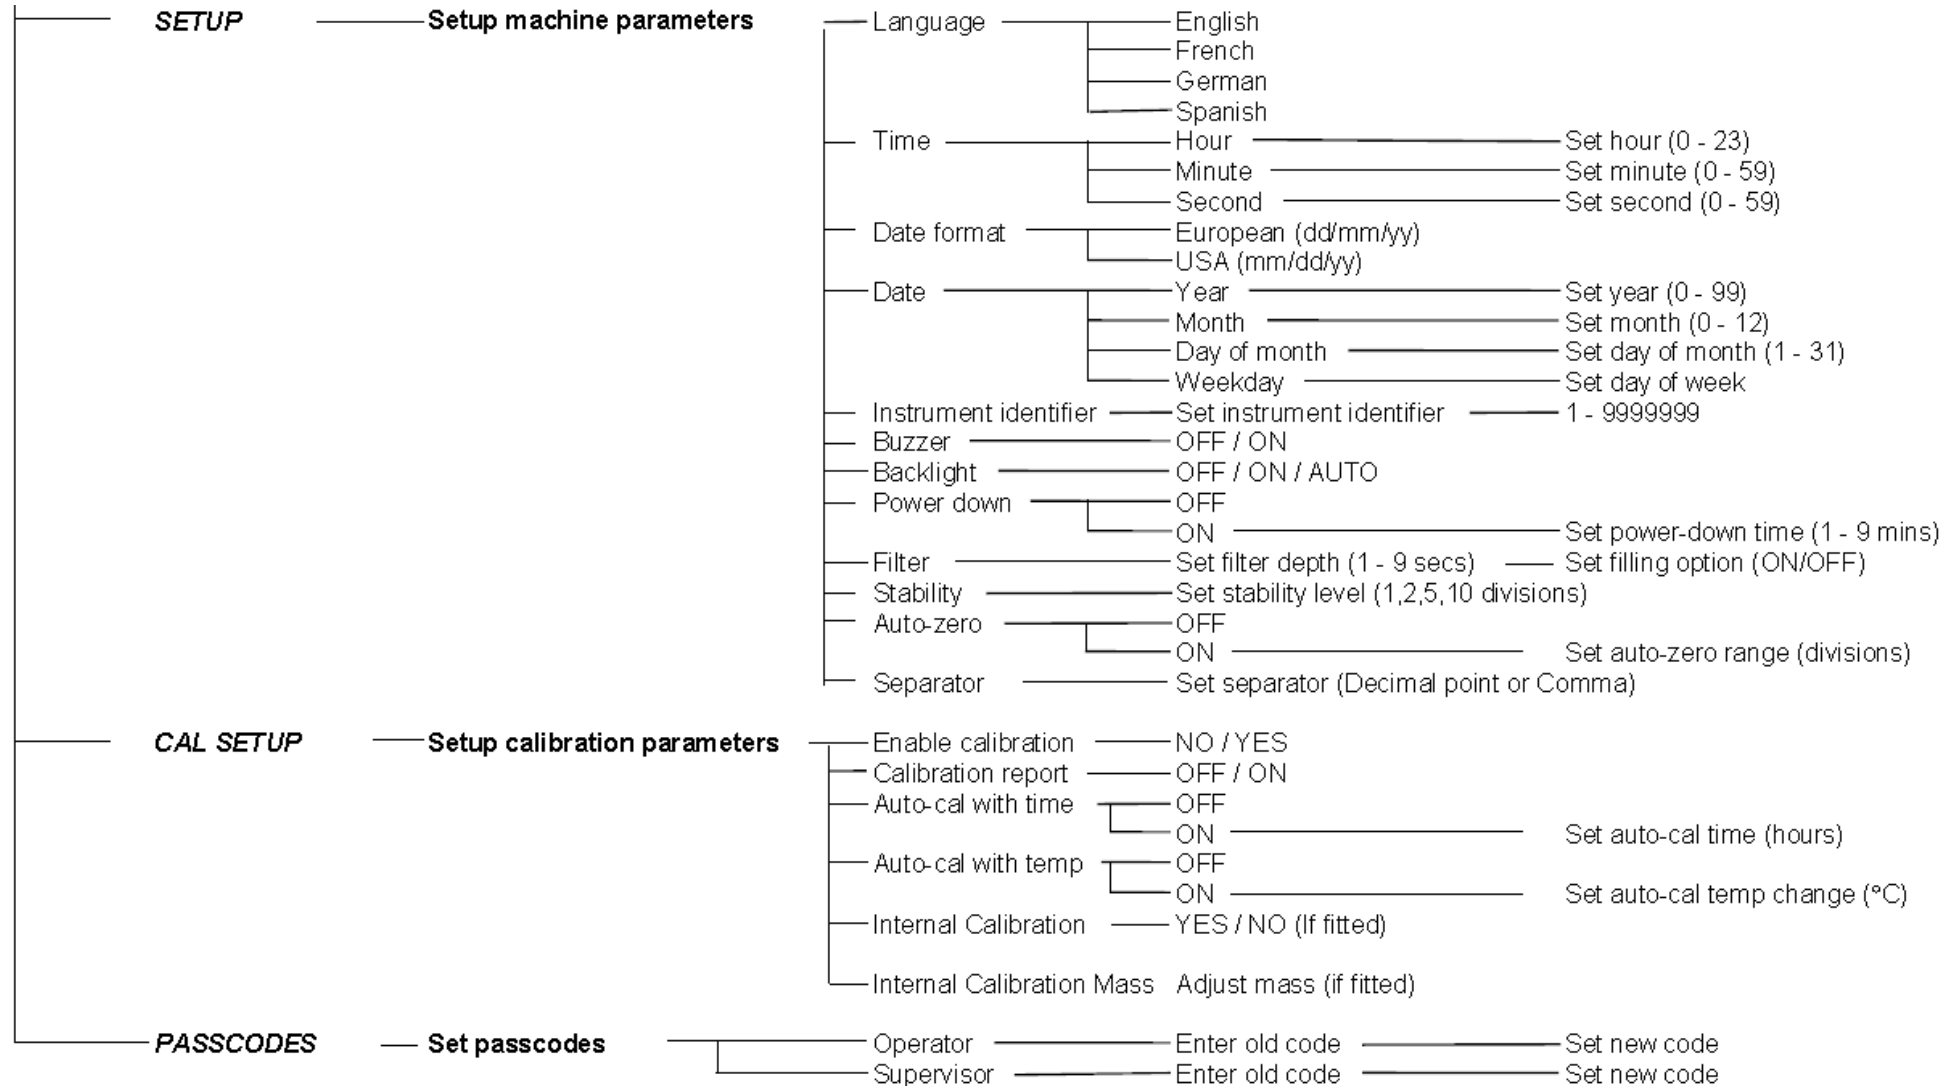 SETUP Setup machine parameters Language English
French
German
Spanish
Time Hour Set hour (0 - 23)
Minute Set minute (0 - 59)
Second Set second (0 - 59)
Date format European (dd/mm/yy)
USA (mm/dd/yy)
Date Year Set year (0 - 99)
Month Set month (0 - 12)
Day of month Set day of month (1 - 31)
Weekday Set day of week
Instrument identifier Set instrument identifier 1 - 9999999
Buzzer OFF / ON
Backlight OFF / ON / AUTO
Power down OFF
ON Set power-down time (1 - 9 mins)
Filter Set filter depth (1 - 9 secs) Set filling option (ON/OFF)
Stability Set stability level (1,2,5,10 divisions)
Auto-zero OFF
ON Set auto-zero range (divisions)
Separator Set separator (Decimal point or Comma)
CAL SETUP Setup calibration parameters Enable calibration NO / YES
Calibration report OFF / ON
Auto-cal with time OFF
ON Set auto-cal time (hours)
Auto-cal with temp OFF
ON Set auto-cal temp change (°C)
Internal Calibration YES / NO (If fitted)
Internal Calibration Mass Adjust mass (if fitted)
PASSCODES Set passcodes Operator Enter old code Set new code
Supervisor Enter old code Set new code